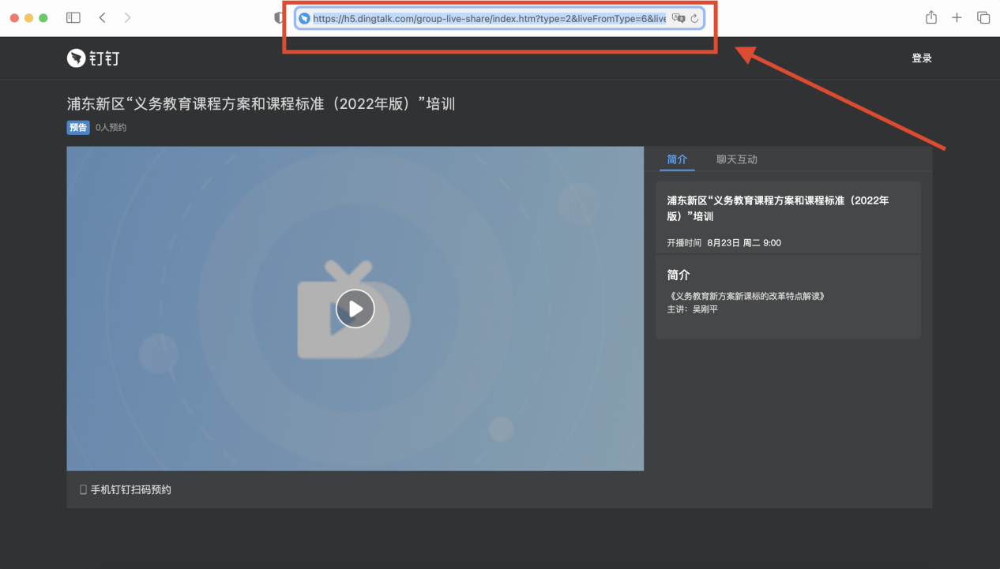 https://h5.dingtalk.com/group-live-share/index.htm?type=2&liveFromType=6&live
钉钉
登录
浦东新区“义务教育课程方案和课程标准（2022年版）”培训
预告 0人预约
简介 聊天互动
浦东新区“义务教育课程方案和课程标准（2022年
版）”培训
开播时间 8月23日 周二 9:00
简介
《义务教育新方案新课标的改革特点解读》
主讲：吴刚平
手机钉钉扫码预约